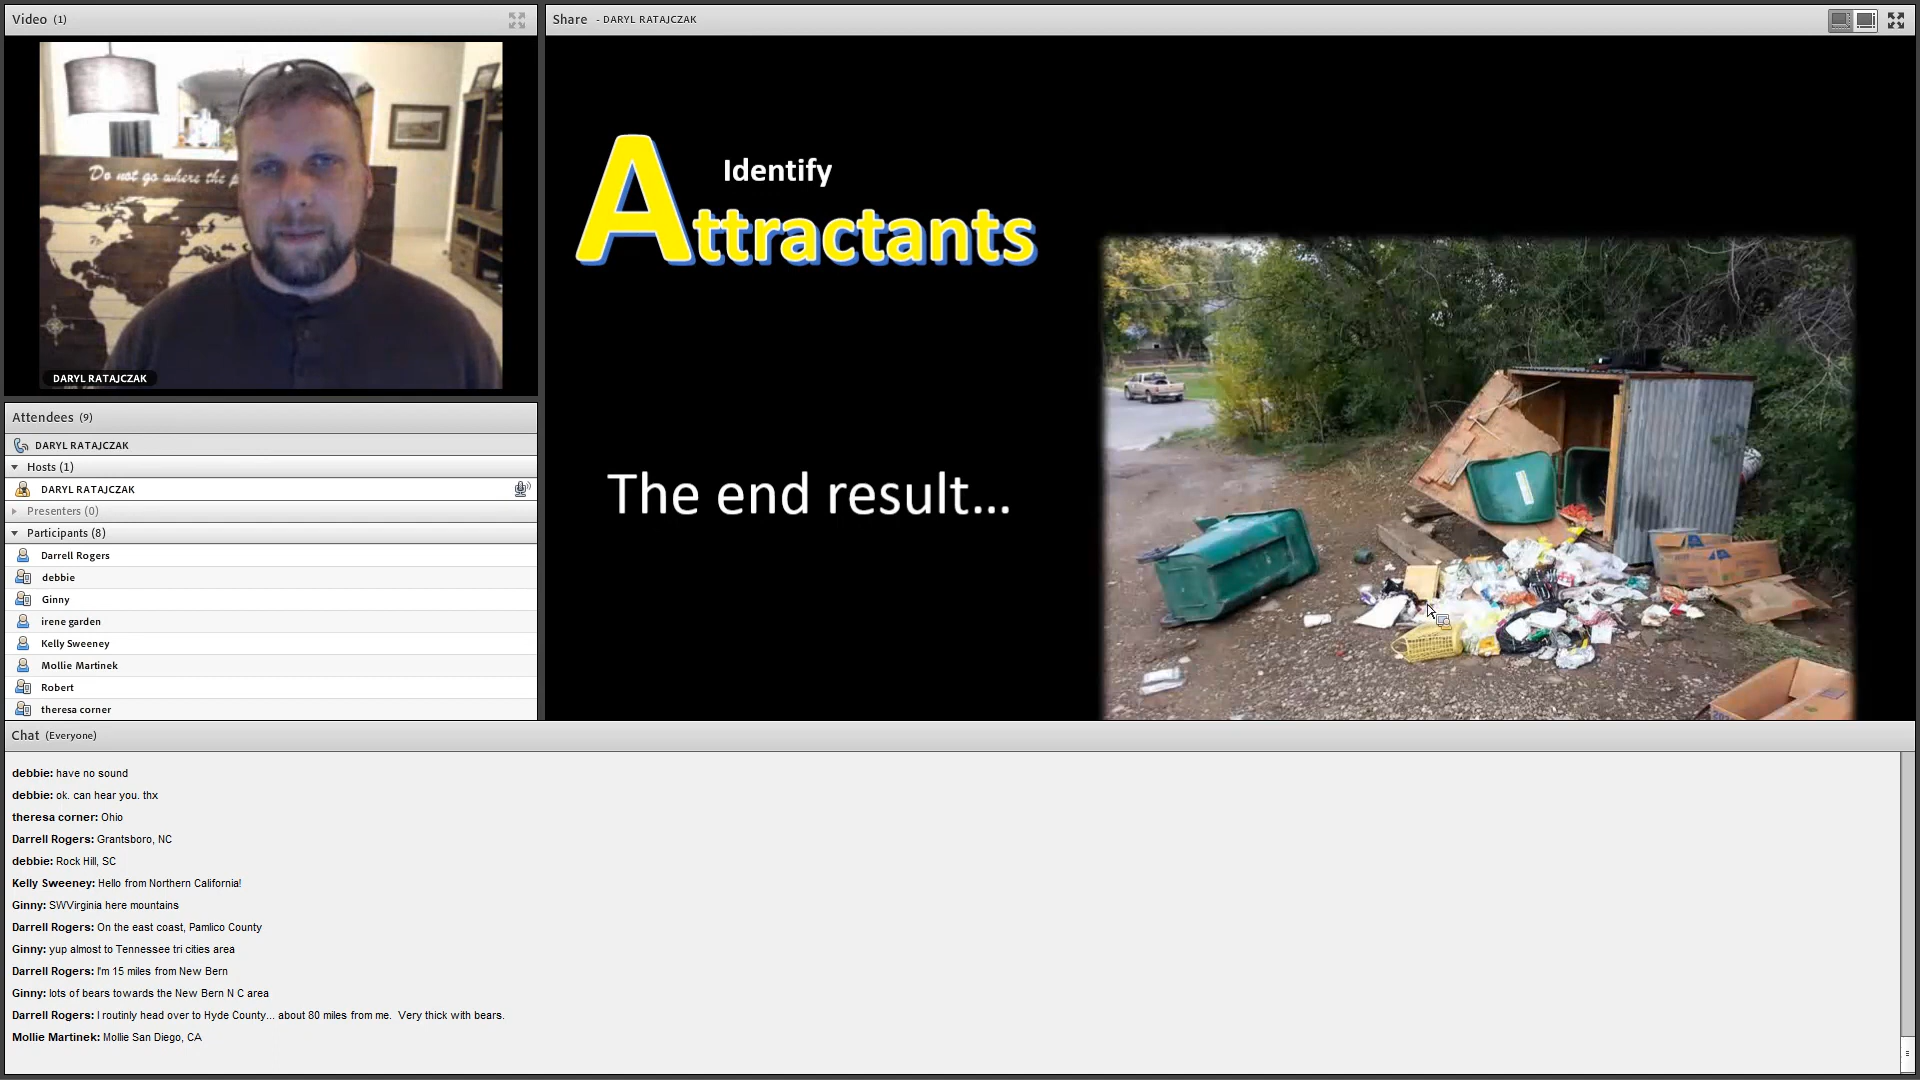 Video (1)
Do not go where the p
DARYL RATAJCZAK
Attendees (9)
DARYL RATAJCZAK
Hosts (1)
DARYL RATAJCZAK
Presenters (0)
Participants (8)
Darrell Rogers
debbie
Ginny
irene garden
Kelly Sweeney
Mollie Martinek
Robert
theresa corner
Share - DARYL RATAJCZAK
Identify
Attractants
The end result...
Chat (Everyone)
debbie: have no sound
debbie: ok. can hear you. thx
theresa corner: Ohio
Darrell Rogers: Grantsboro, NC
debbie: Rock Hill, SC
Kelly Sweeney: Hello from Northern California!
Ginny: SWVirginia here mountains
Darrell Rogers: On the east coast, Pamlico County
Ginny: yup almost to Tennessee tri cities area
Darrell Rogers: I'm 15 miles from New Bern
Ginny: lots of bears towards the New Bern N C area
Darrell Rogers: I routinly head over to Hyde County... about 80 miles from me.  Very thick with bears.
Mollie Martinek: Mollie San Diego, CA